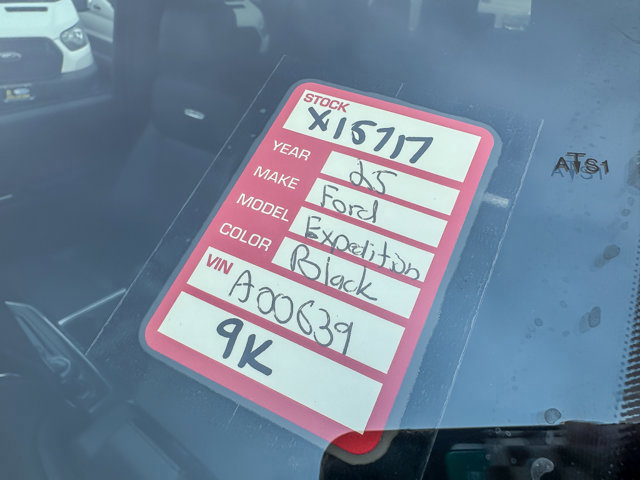 STOCK
X15717
YEAR 25
MAKE Ford
MODEL Expedition
COLOR Black
VIN A00639
9K
ATS1